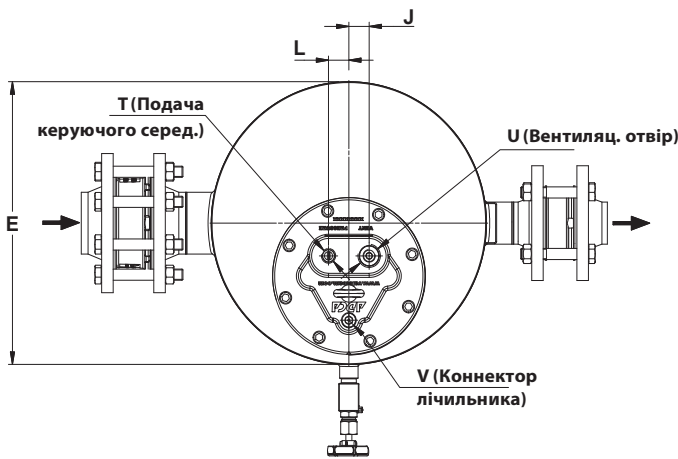 L
J
T (Подача
керуючого серед.)
U (Вентиляц. отвір)
E
V (Коннектор
лічильника)